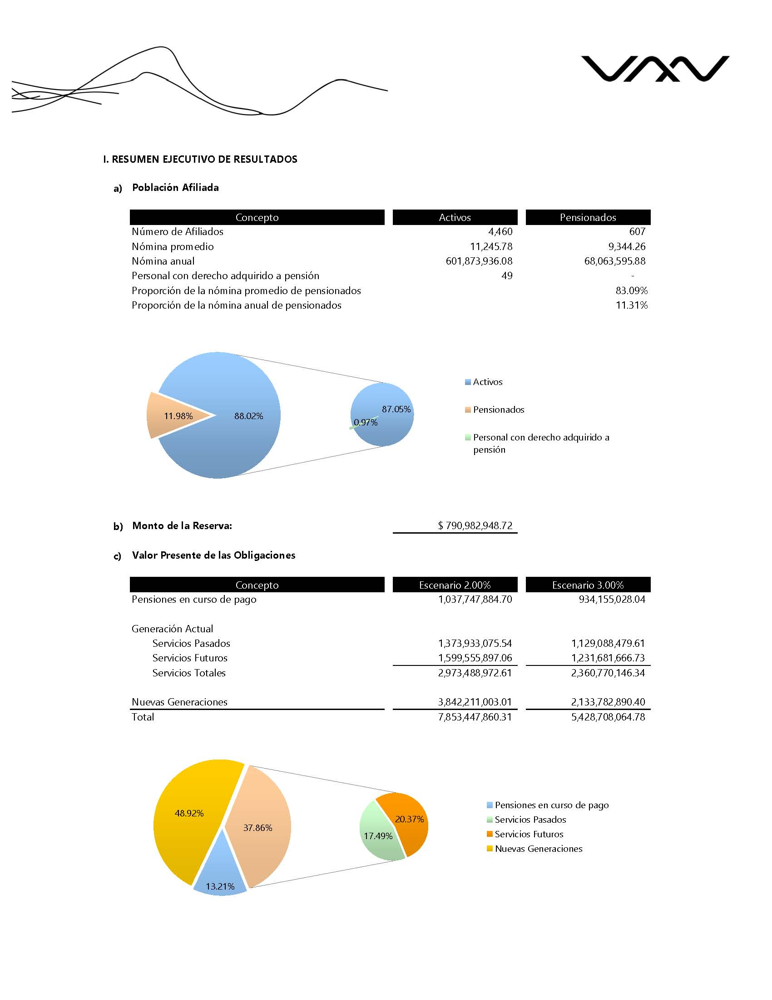 VAN
I. RESUMEN EJECUTIVO DE RESULTADOS
a) Población Afiliada
Concepto Activos Pensionados
Número de Afiliados 4,460 607
Nómina promedio 11,245.78 9,344.26
Nómina anual 601,873,936.08 68,063,595.88
Personal con derecho adquirido a pensión 49 -
Proporción de la nómina promedio de pensionados 83.09%
Proporción de la nómina anual de pensionados 11.31%
11.98% 88.02% 87.05%
0.97%
Activos
Pensionados
Personal con derecho adquirido a
pensión
b) Monto de la Reserva: $ 790,982,948.72
c) Valor Presente de las Obligaciones
Concepto Escenario 2.00% Escenario 3.00%
Pensiones en curso de pago 1,037,747,884.70 934,155,028.04
Generación Actual
Servicios Pasados 1,373,933,075.54 1,129,088,479.61
Servicios Futuros 1,599,555,897.06 1,231,681,666.73
Servicios Totales 2,973,488,972.61 2,360,770,146.34
Nuevas Generaciones 3,842,211,003.01 2,133,782,890.40
Total 7,853,447,860.31 5,428,708,064.78
48.92% 37.86% 13.21%
20.37%
17.49%
Pensiones en curso de pago
Servicios Pasados
Servicios Futuros
Nuevas Generaciones